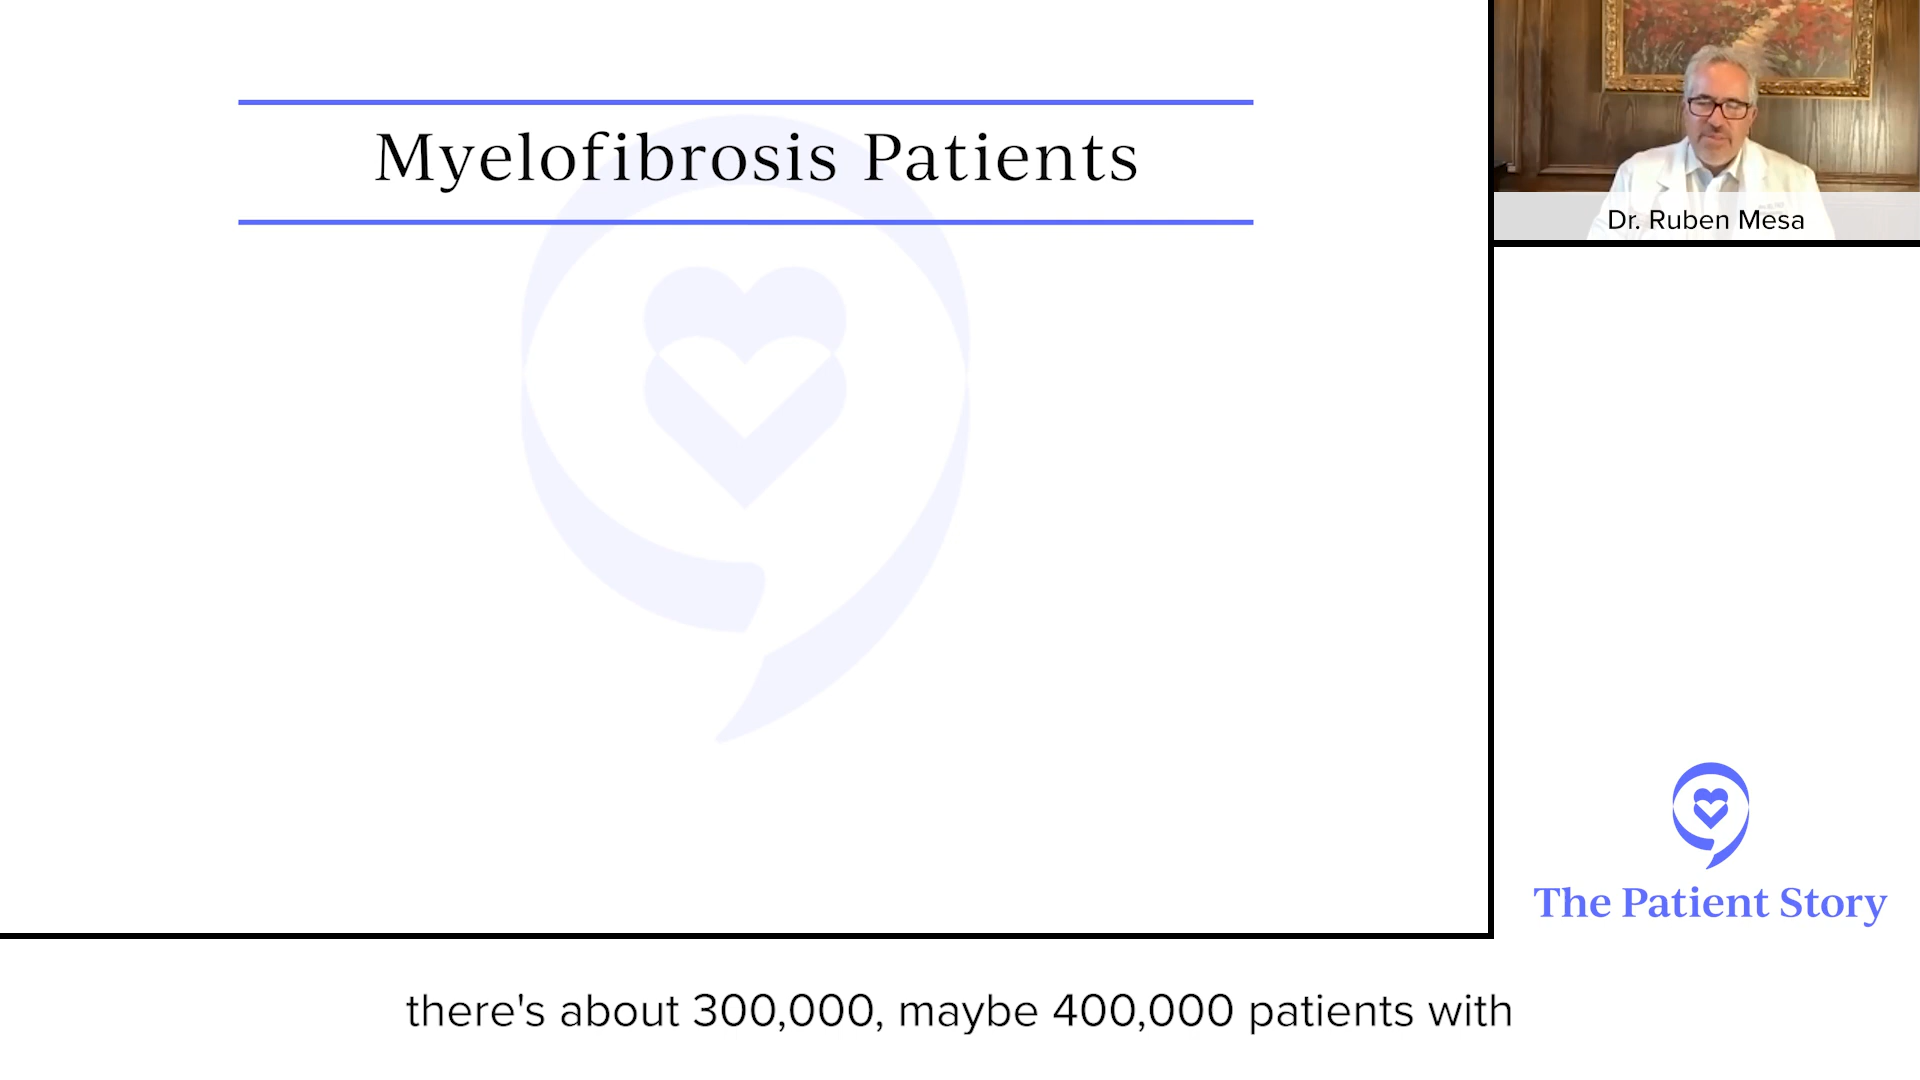 Myelofibrosis Patients
Dr. Ruben Mesa
The Patient Story
there's about 300,000, maybe 400,000 patients with